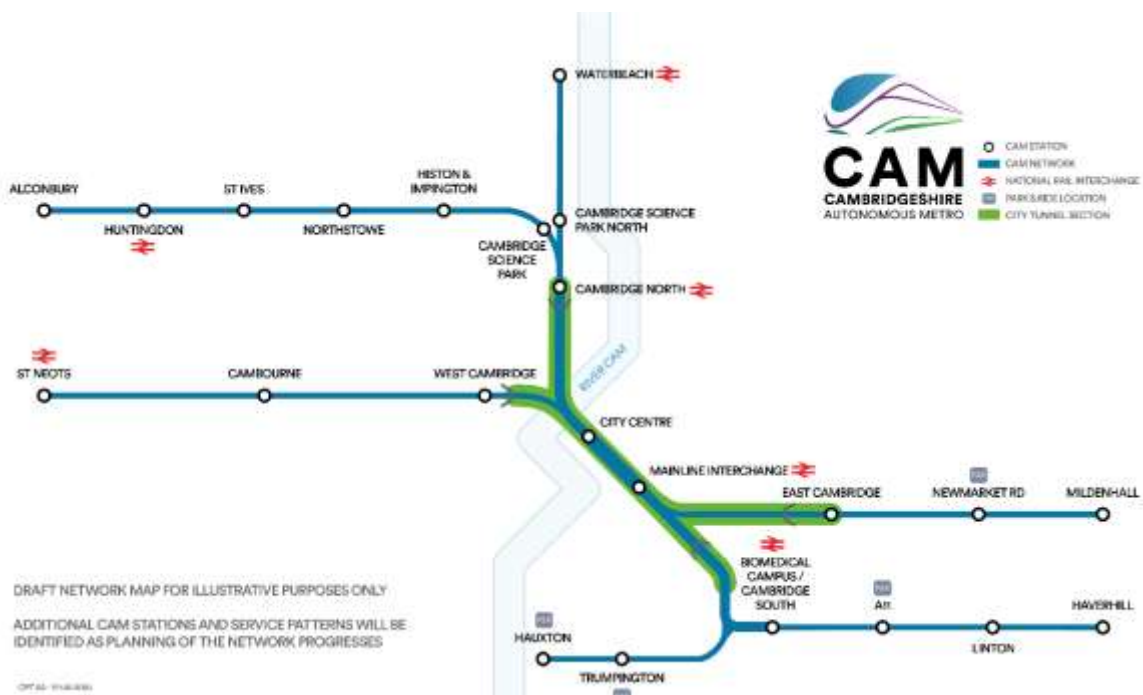 WATERBEACH
CAM
CAMBRIDGESHIRE
AUTONOMOUS METRO
CAM STATION
CAM NETWORK
NATIONAL RAIL INTERCHANGE
PARK & RIDE LOCATION
CITY TUNNEL SECTION
ALCONBURY
HUNTINGDON
ST IVES
NORTHSTOWE
HISTON &
IMPINGTON
CAMBRIDGE
SCIENCE
PARK
CAMBRIDGE SCIENCE
PARK NORTH
CAMBRIDGE NORTH
RIVER CAM
ST NEOTS
CAMBOURNE
WEST CAMBRIDGE
CITY CENTRE
MAINLINE INTERCHANGE
EAST CAMBRIDGE
NEWMARKET RD
MILDENHALL
BIOMEDICAL
CAMPUS /
CAMBRIDGE
SOUTH
A11
LINTON
HAVERHILL
HAUXTON
TRUMPINGTON
DRAFT NETWORK MAP FOR ILLUSTRATIVE PURPOSES ONLY
ADDITIONAL CAM STATIONS AND SERVICE PATTERNS WILL BE
IDENTIFIED AS PLANNING OF THE NETWORK PROGRESSES